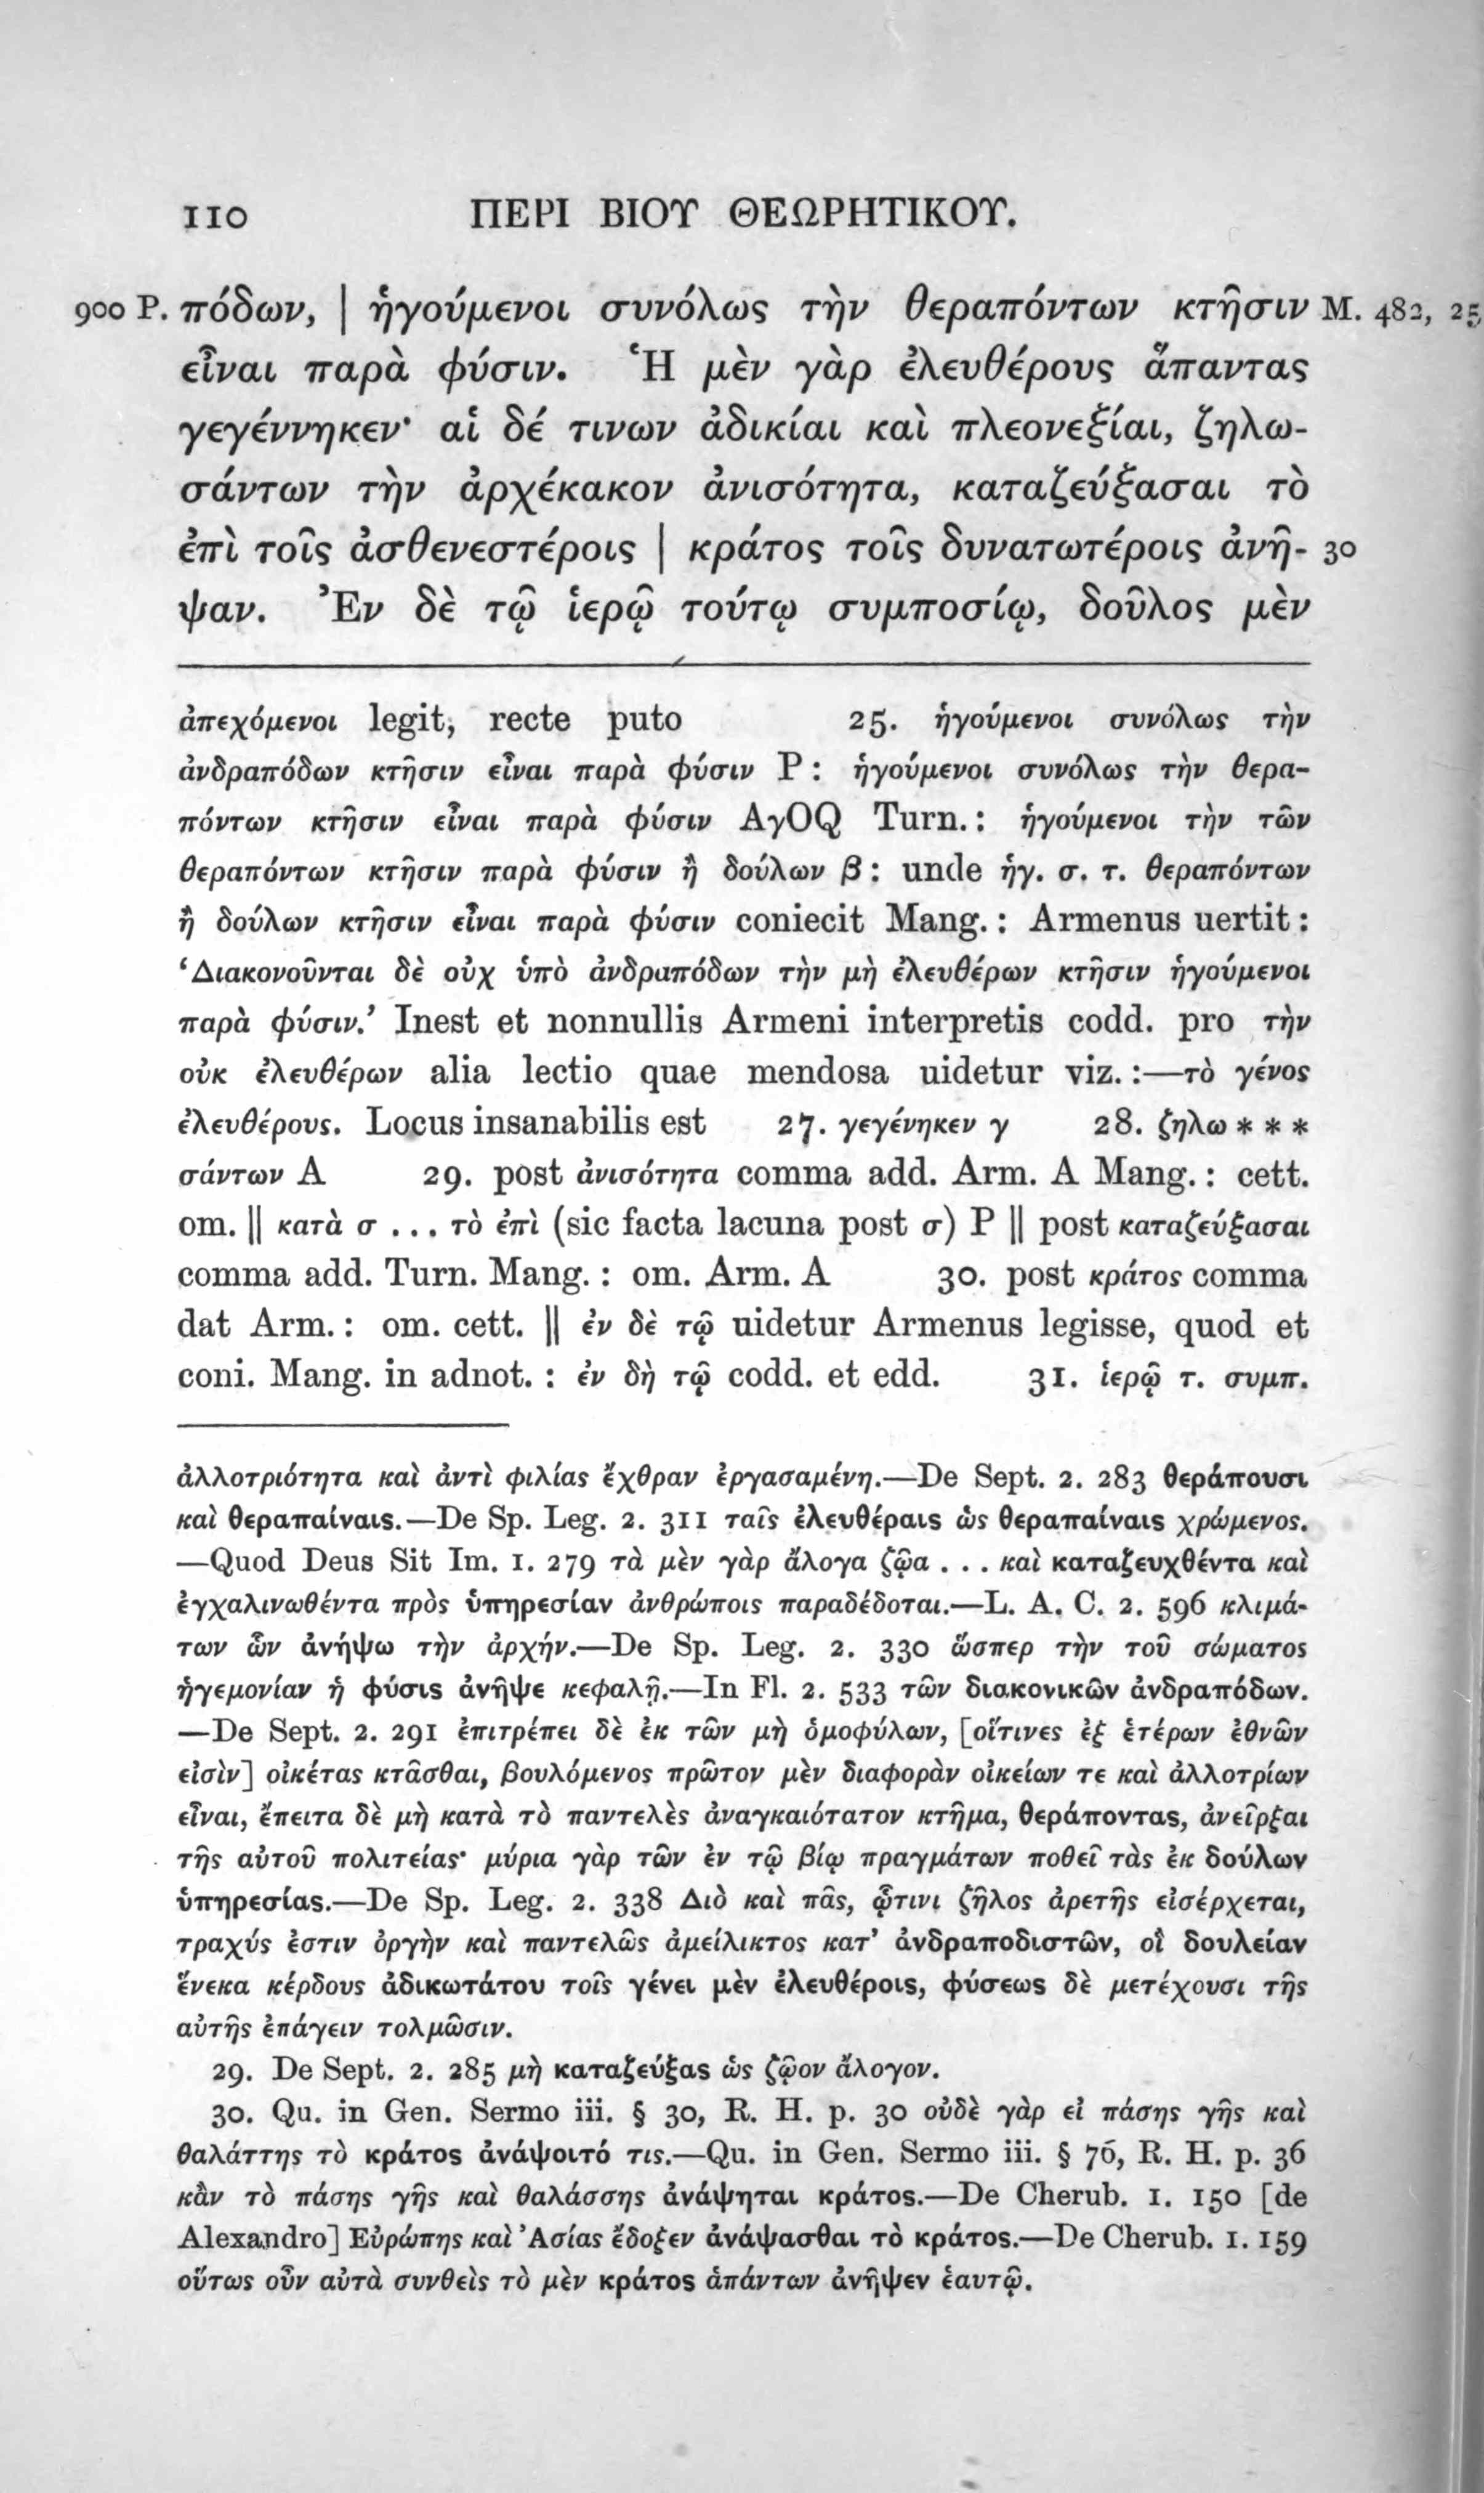 110 ΠΕΡΙ ΒΙΟΥ ΘΕΩΡΗΤΙΚΟΥ.
900 P. πόδων, | ἡγούμενοι συνόλως τὴν θεραπόντων κτῆσιν M. 482, 25
εἶναι παρὰ φύσιν. Ἡ μὲν γὰρ ἐλευθέρους ἅπαντας
γεγέννηκεν· αἱ δέ τινων ἀδικίαι καὶ πλεονεξίαι, ζηλω-
σάντων τὴν ἀρχέκακον ἀνισότητα, καταζεύξασαι τὸ
ἐπὶ τοῖς ἀσθενεστέροις | κράτος τοῖς δυνατωτέροις ἀνῆ- 30
ψαν. Ἐν δὲ τῷ ἱερῷ τούτῳ συμποσίῳ, δοῦλος μὲν
ἀπεχόμενοι legit, recte puto 25. ἡγούμενοι συνόλως τὴν
ἀνδραπόδων κτῆσιν εἶναι παρὰ φύσιν P : ἡγούμενοι συνόλως τὴν θερα-
πόντων κτῆσιν εἶναι παρὰ φύσιν AγOQ Turn. : ἡγούμενοι τὴν τῶν
θεραπόντων κτῆσιν παρὰ φύσιν ἢ δούλων β : unde ἡγ. σ. τ. θεραπόντων
ἢ δούλων κτῆσιν εἶναι παρὰ φύσιν coniecit Mang. : Armenus uertit :
‘Διακονοῦνται δὲ οὐχ ὑπὸ ἀνδραπόδων τὴν μὴ ἐλευθέρων κτῆσιν ἡγούμενοι
παρὰ φύσιν.’ Inest et nonnullis Armeni interpretis codd. pro τὴν
οὐκ ἐλευθέρων alia lectio quae mendosa uidetur viz. :—τὸ γένος
ἐλευθέρους. Locus insanabilis est 27. γεγένηκεν γ 28. ζηλω * * *
σάντων A 29. post ἀνισότητα comma add. Arm. A Mang. : cett.
om. || κατὰ σ ... τὸ ἐπὶ (sic facta lacuna post σ) P || post καταζεύξασαι
comma add. Turn. Mang. : om. Arm. A 30. post κράτος comma
dat Arm. : om. cett. || ἐν δὲ τῷ uidetur Armenus legisse, quod et
coni. Mang. in adnot. : ἐν δὴ τῷ codd. et edd. 31. ἱερῷ τ. συμπ.
ἀλλοτριότητα καὶ ἀντὶ φιλίας ἔχθραν ἐργασαμένη.—De Sept. 2. 283 θεράπουσι
καὶ θεραπαίναις.—De Sp. Leg. 2. 311 ταῖς ἐλευθέραις ὡς θεραπαίναις χρώμενος.
—Quod Deus Sit Im. 1. 279 τὰ μὲν γὰρ ἄλογα ζῷα ... καὶ καταζευχθέντα καὶ
ἐγχαλινωθέντα πρὸς ὑπηρεσίαν ἀνθρώποις παραδέδοται.—L. A. C. 2. 596 κλιμά-
των ὧν ἀνήψω τὴν ἀρχήν.—De Sp. Leg. 2. 330 ὥσπερ τὴν τοῦ σώματος
ἡγεμονίαν ἡ φύσις ἀνῆψε κεφαλῇ.—In Fl. 2. 533 τῶν διακονικῶν ἀνδραπόδων.
—De Sept. 2. 291 ἐπιτρέπει δὲ ἐκ τῶν μὴ ὁμοφύλων, [οἵτινες ἐξ ἑτέρων ἐθνῶν
εἰσὶν] οἰκέτας κτᾶσθαι, βουλόμενος πρῶτον μὲν διαφορὰν οἰκείων τε καὶ ἀλλοτρίων
εἶναι, ἔπειτα δὲ μὴ κατὰ τὸ παντελὲς ἀναγκαιότατον κτῆμα, θεράποντας, ἀνεῖρξαι
τῆς αὑτοῦ πολιτείας· μύρια γὰρ τῶν ἐν τῷ βίῳ πραγμάτων ποθεῖ τὰς ἐκ δούλων
ὑπηρεσίας.—De Sp. Leg. 2. 338 Διὸ καὶ πᾶς, ᾧτινι ζῆλος ἀρετῆς εἰσέρχεται,
τραχύς ἐστιν ὀργὴν καὶ παντελῶς ἀμείλικτος κατ’ ἀνδραποδιστῶν, οἳ δουλείαν
ἕνεκα κέρδους ἀδικωτάτου τοῖς γένει μὲν ἐλευθέροις, φύσεως δὲ μετέχουσι τῆς
αὐτῆς ἐπάγειν τολμῶσιν.
29. De Sept. 2. 285 μὴ καταζεύξας ὡς ζῷον ἄλογον.
30. Qu. in Gen. Sermo iii. § 30, R. H. p. 30 οὐδὲ γὰρ εἰ πάσης γῆς καὶ
θαλάττης τὸ κράτος ἀνάψοιτό τις.—Qu. in Gen. Sermo iii. § 76, R. H. p. 36
κἂν τὸ πάσης γῆς καὶ θαλάσσης ἀνάψηται κράτος.—De Cherub. 1. 150 [de
Alexandro] Εὐρώπης καὶ Ἀσίας ἔδοξεν ἀνάψασθαι τὸ κράτος.—De Cherub. 1. 159
οὕτως οὖν αὐτὰ συνθεὶς τὸ μὲν κράτος ἁπάντων ἀνῆψεν ἑαυτῷ.